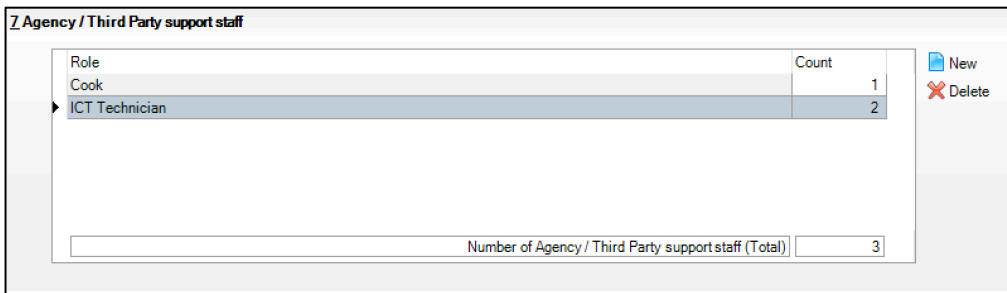 7 Agency / Third Party support staff
Role Count
New
Cook 1
Delete
ICT Technician 2
Number of Agency / Third Party support staff (Total) 3